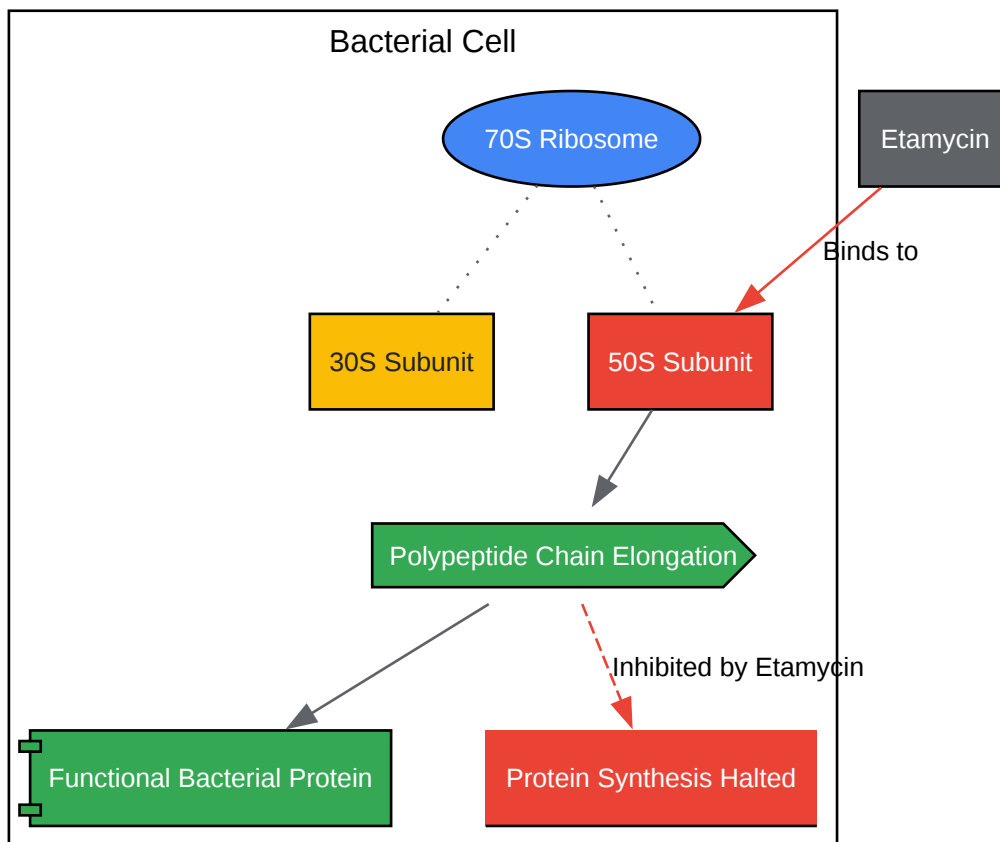 Bacterial Cell
70S Ribosome
Etamycin
Binds to
30S Subunit
50S Subunit
Polypeptide Chain Elongation
Inhibited by Etamycin
Functional Bacterial Protein
Protein Synthesis Halted